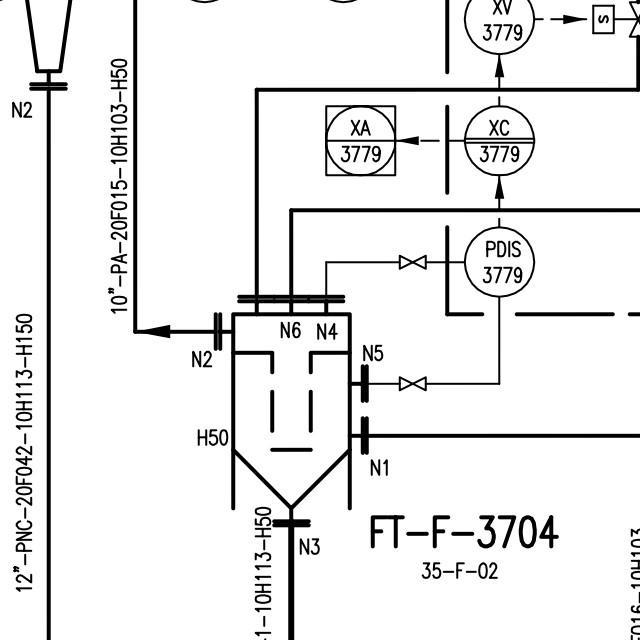 XV
3779
S
N2
10"-PA-20F015-10H103-H50
XA
3779
XC
3779
PDIS
3779
N6
N4
N2
N5
12"-PNC-20F042-10H113-H150
H50
N1
1-10H113-H50
N3
FT-F-3704
35-F-02
F016-10H103